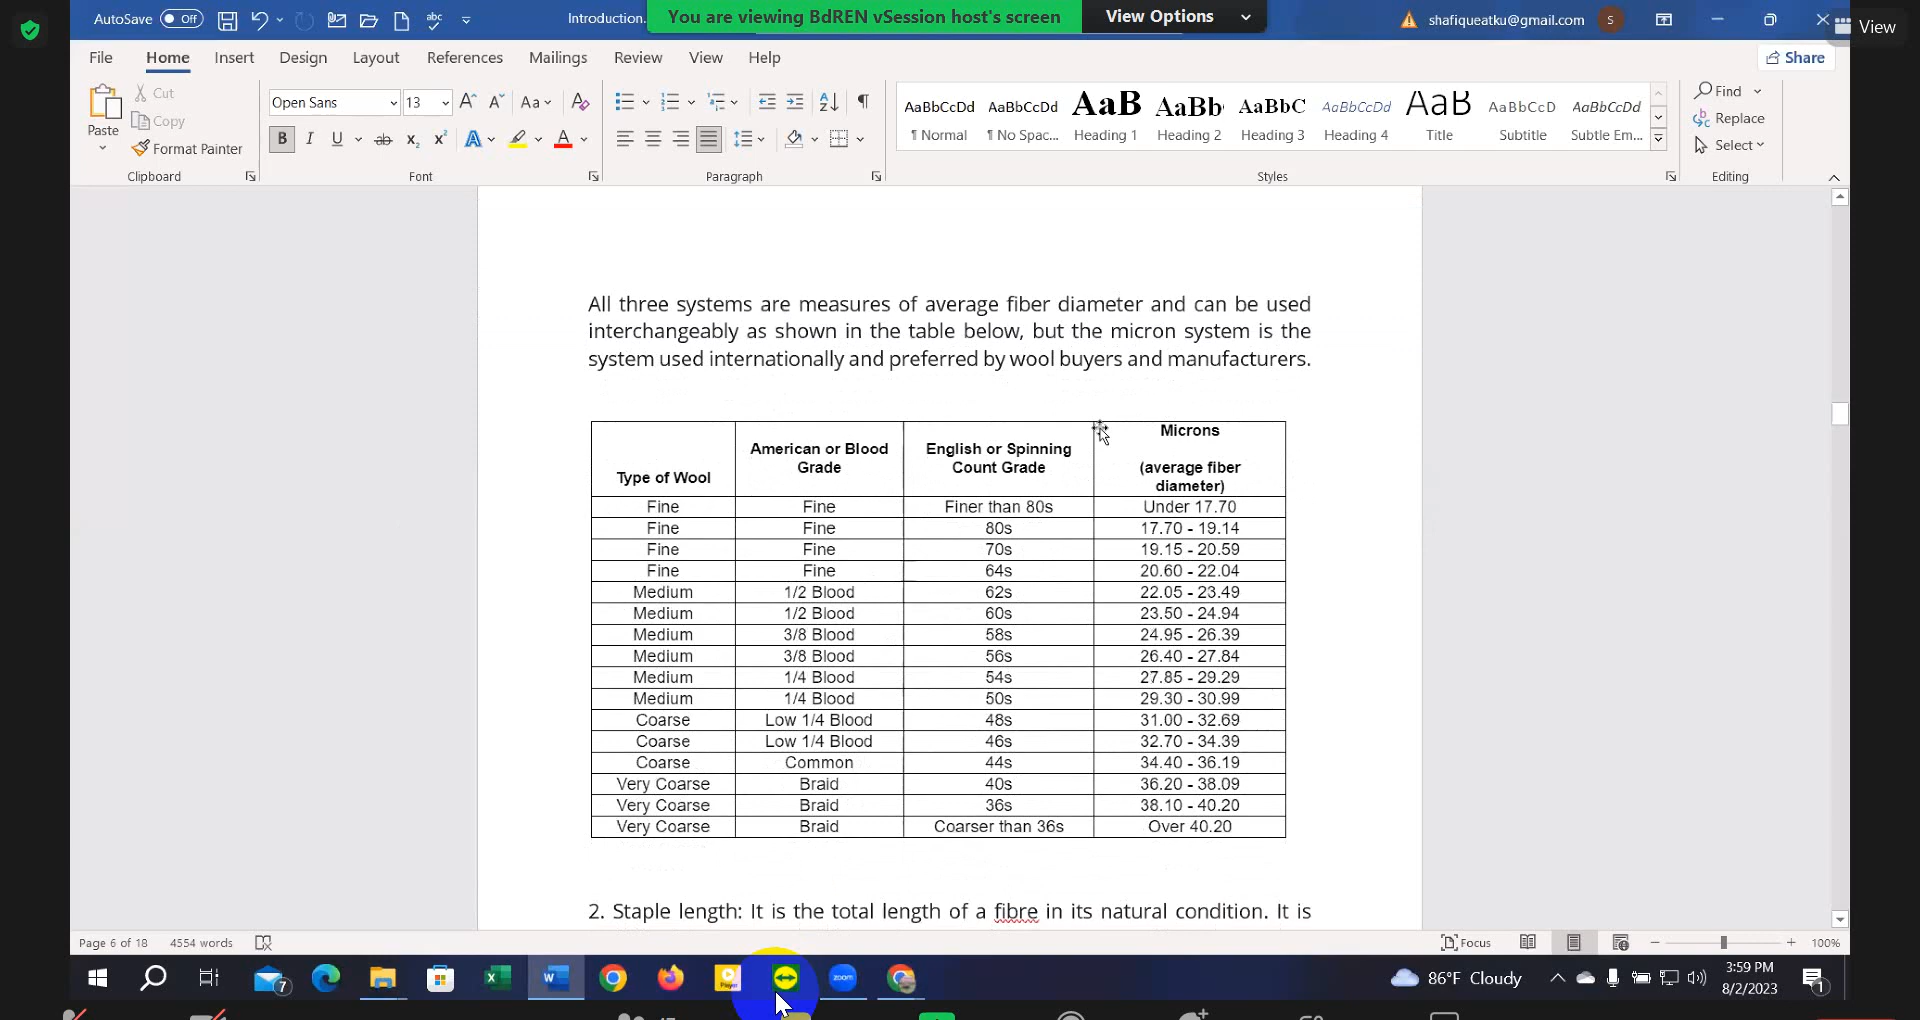 AutoSave Off Introduction. You are viewing BdREN vSession host's screen View Options shafiqueatku@gmail.com S View
File Home Insert Design Layout References Mailings Review View Help Share
Paste Cut Copy Format Painter
Clipboard
Open Sans 13 Aa
B I U ab x₂ x² A A
Font
Paragraph
AaBbCcDd AaBbCcDd AaB AaBb AaBbC AaBbCcDd AaB AaBbCcD AaBbCcDd
¶ Normal ¶ No Spac... Heading 1 Heading 2 Heading 3 Heading 4 Title Subtitle Subtle Em...
Styles
Find
Replace
Select
Editing
All three systems are measures of average fiber diameter and can be used
interchangeably as shown in the table below, but the micron system is the
system used internationally and preferred by wool buyers and manufacturers.
Type of Wool American or Blood Grade English or Spinning Count Grade Microns (average fiber diameter)
Fine Fine Finer than 80s Under 17.70
Fine Fine 80s 17.70 - 19.14
Fine Fine 70s 19.15 - 20.59
Fine Fine 64s 20.60 - 22.04
Medium 1/2 Blood 62s 22.05 - 23.49
Medium 1/2 Blood 60s 23.50 - 24.94
Medium 3/8 Blood 58s 24.95 - 26.39
Medium 3/8 Blood 56s 26.40 - 27.84
Medium 1/4 Blood 54s 27.85 - 29.29
Medium 1/4 Blood 50s 29.30 - 30.99
Coarse Low 1/4 Blood 48s 31.00 - 32.69
Coarse Low 1/4 Blood 46s 32.70 - 34.39
Coarse Common 44s 34.40 - 36.19
Very Coarse Braid 40s 36.20 - 38.09
Very Coarse Braid 36s 38.10 - 40.20
Very Coarse Braid Coarser than 36s Over 40.20
2. Staple length: It is the total length of a fibre in its natural condition. It is
Page 6 of 18 4554 words Focus 100%
7 Player zoom 86°F Cloudy 3:59 PM
8/2/2023 1